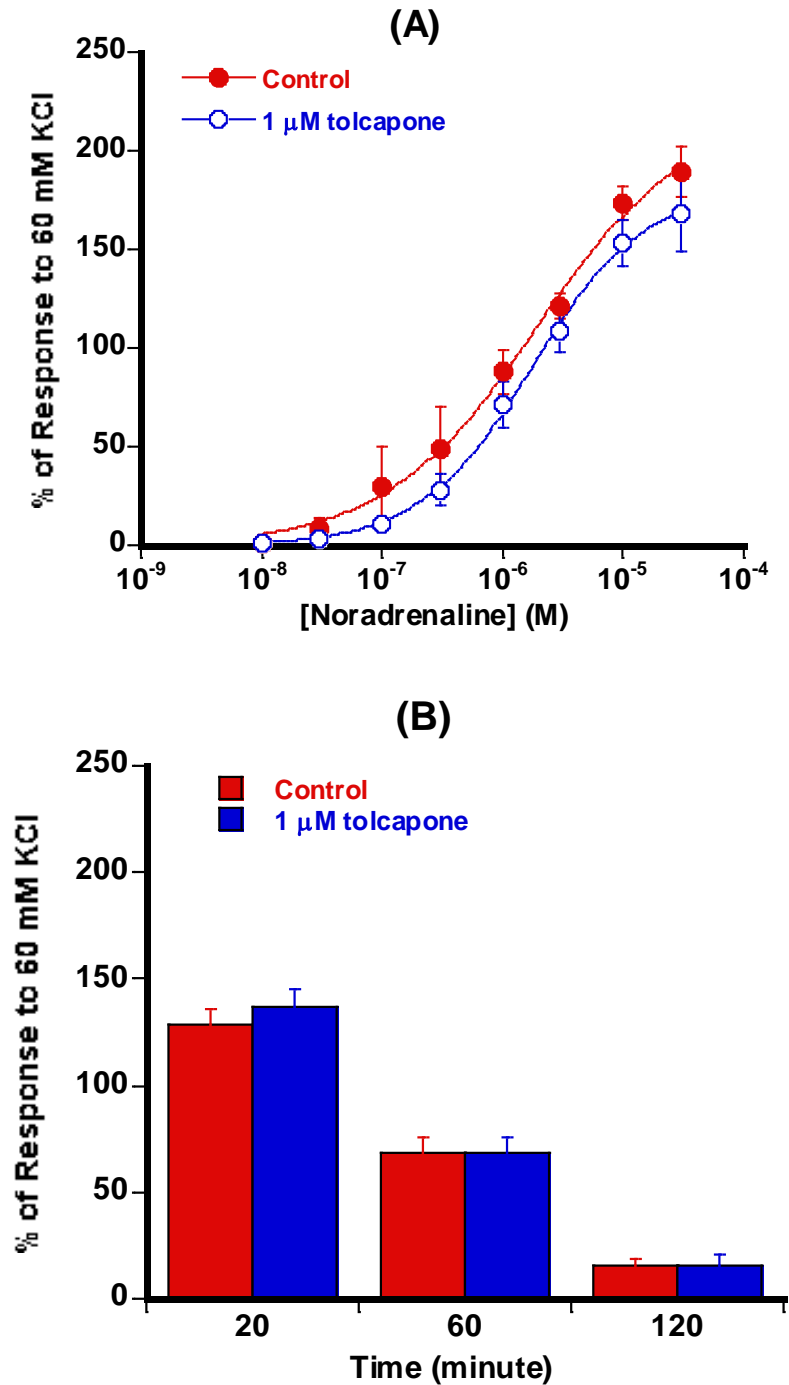 (A)
250
200
150
100
50
0
% of Response to 60 mM KCl
Control
1 μM tolcapone
10⁻⁹ 10⁻⁸ 10⁻⁷ 10⁻⁶ 10⁻⁵ 10⁻⁴
[Noradrenaline] (M)
(B)
250
200
150
100
50
0
% of Response to 60 mM KCl
Control
1 μM tolcapone
20 60 120
Time (minute)